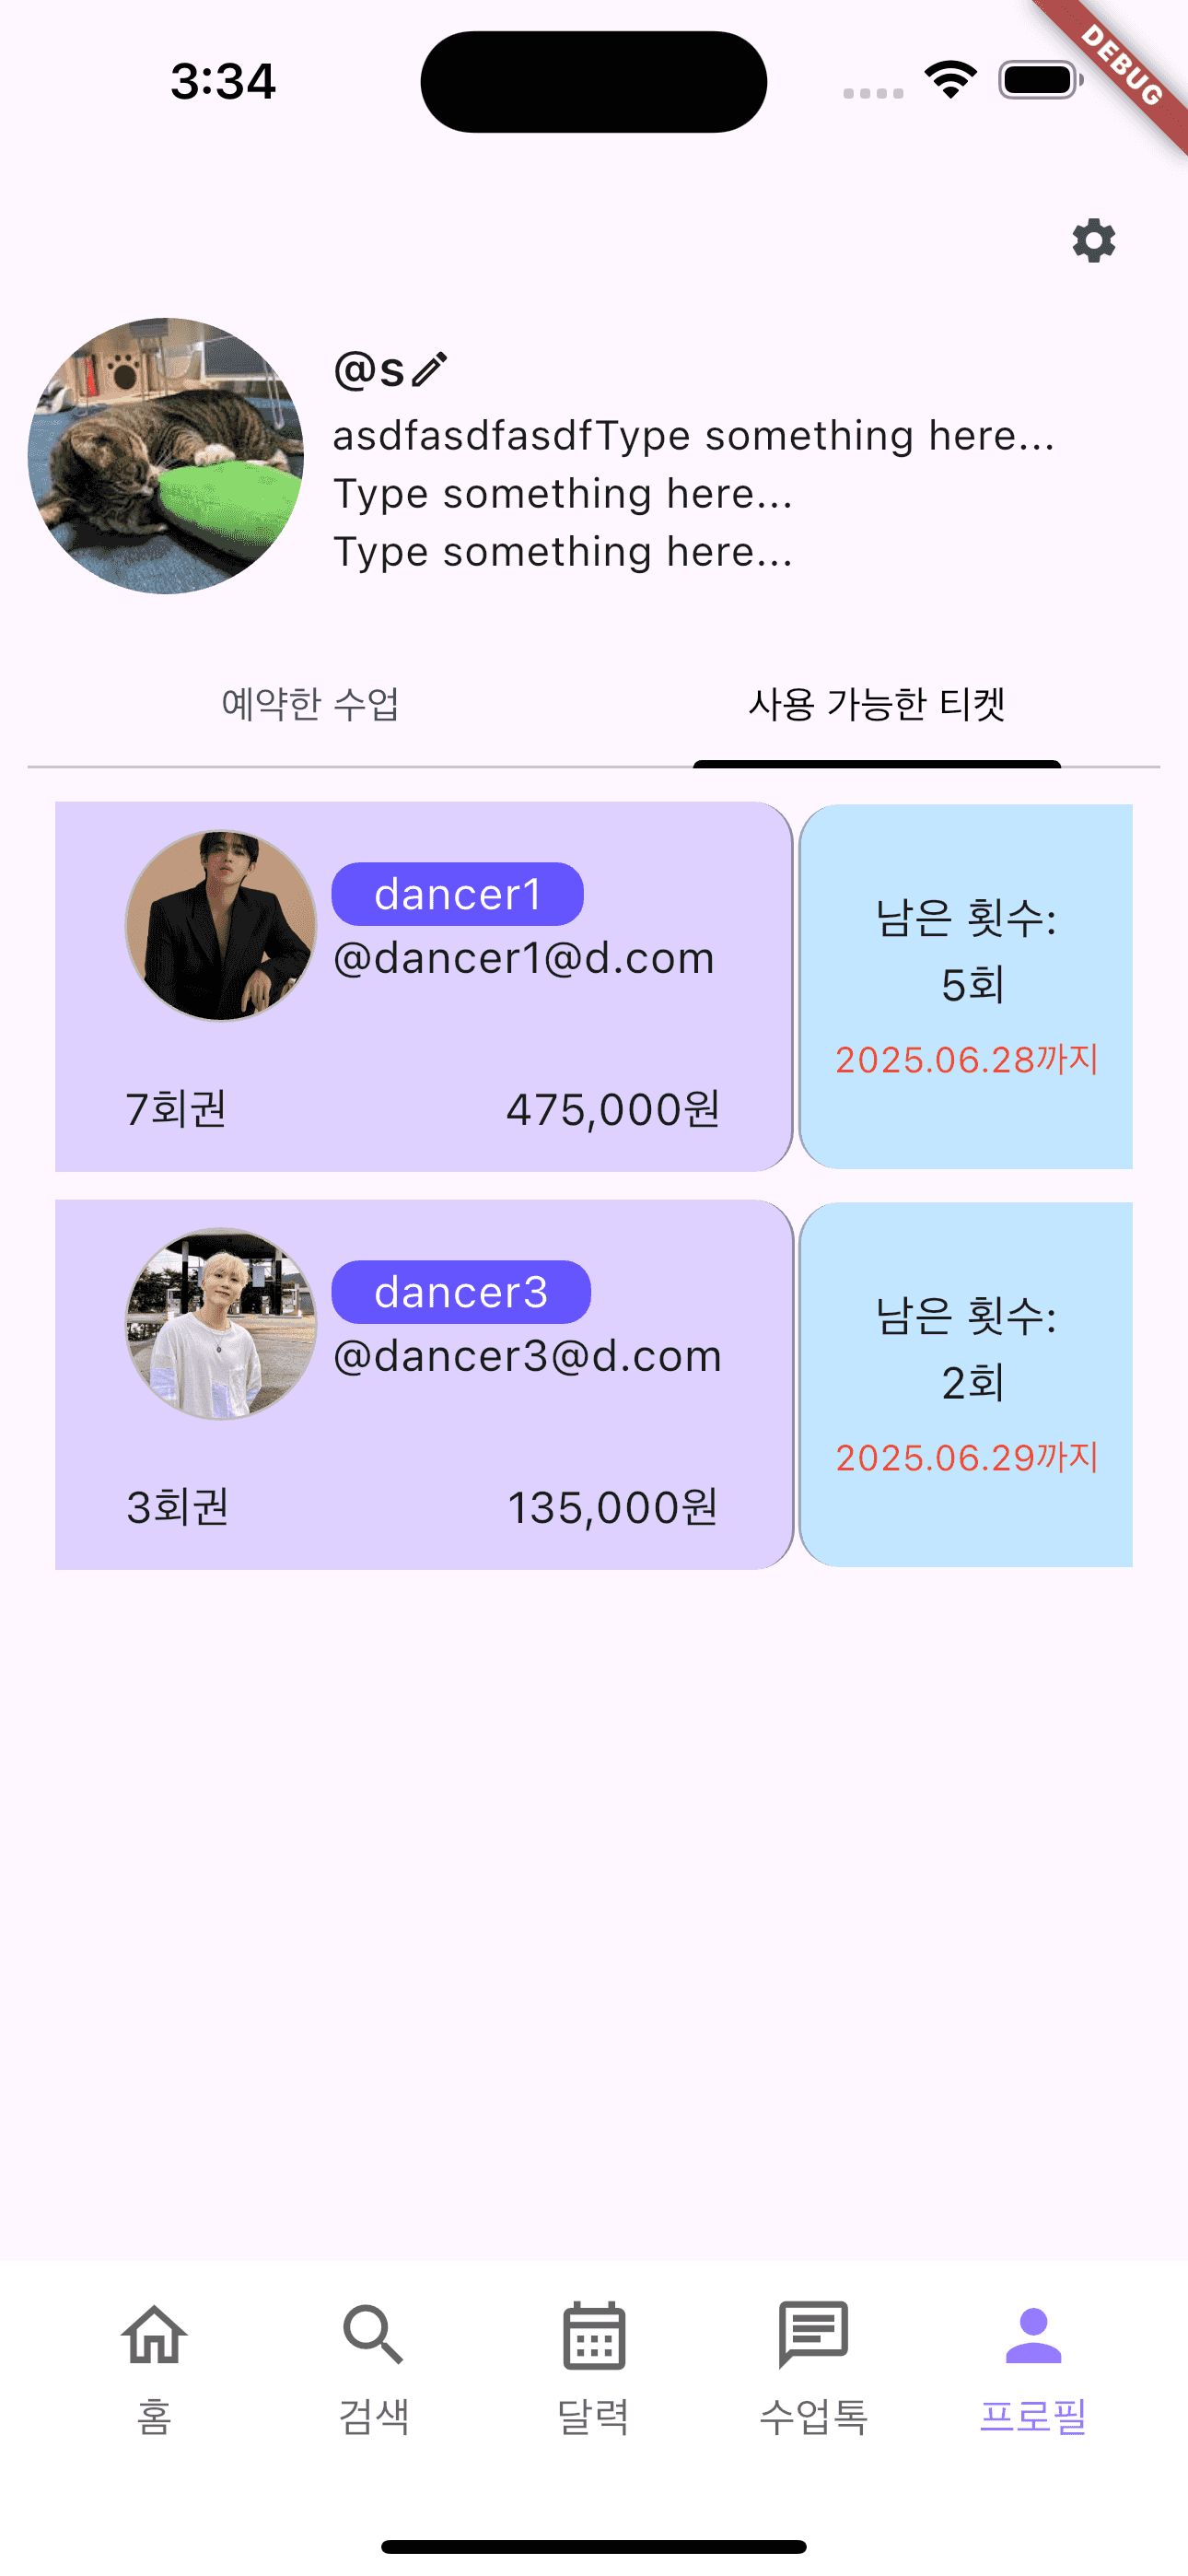 3:34
DEBUG
@s
asdfasdfasdfType something here...
Type something here...
Type something here...
예약한 수업
사용 가능한 티켓
dancer1
@dancer1@d.com
7회권
475,000원
남은 횟수:
5회
2025.06.28까지
dancer3
@dancer3@d.com
3회권
135,000원
남은 횟수:
2회
2025.06.29까지
홈
검색
달력
수업톡
프로필